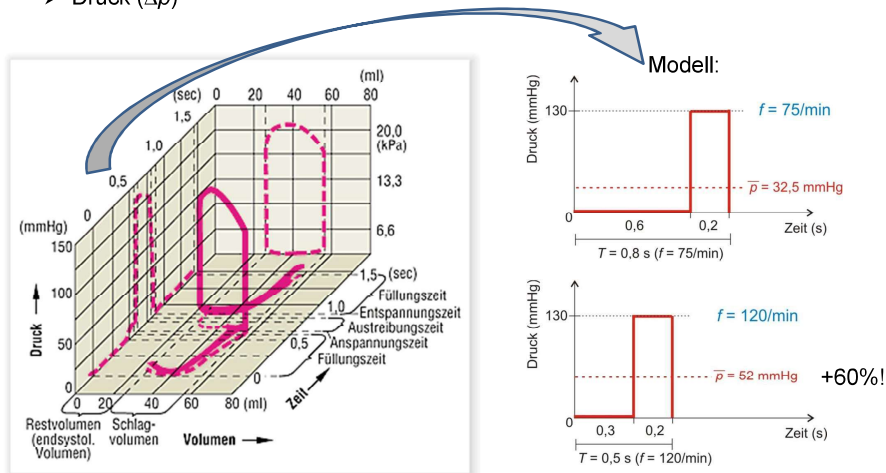 ➢ Druck (Δp)
Modell:
(ml)
(sec) 0 20 40 60 80
1,5
1,0
0,5
0
20,0
(kPa)
13,3
6,6
(mmHg)
150
100
50
0
Druck
1,5 (sec)
1,0
0,5
0
Füllungszeit
Entspannungszeit
Austreibungszeit
Anspannungszeit
Füllungszeit
Zeit
0 20 40 60 80 (ml)
Restvolumen
(endsystol.
Volumen)
Schlag-
volumen
Volumen
Druck (mmHg)
130
f = 75/min
p̅ = 32,5 mmHg
0
0,6 0,2
Zeit (s)
T = 0,8 s (f = 75/min)
Druck (mmHg)
130
f = 120/min
p̅ = 52 mmHg
+60%!
0
0,3 0,2
Zeit (s)
T = 0,5 s (f = 120/min)